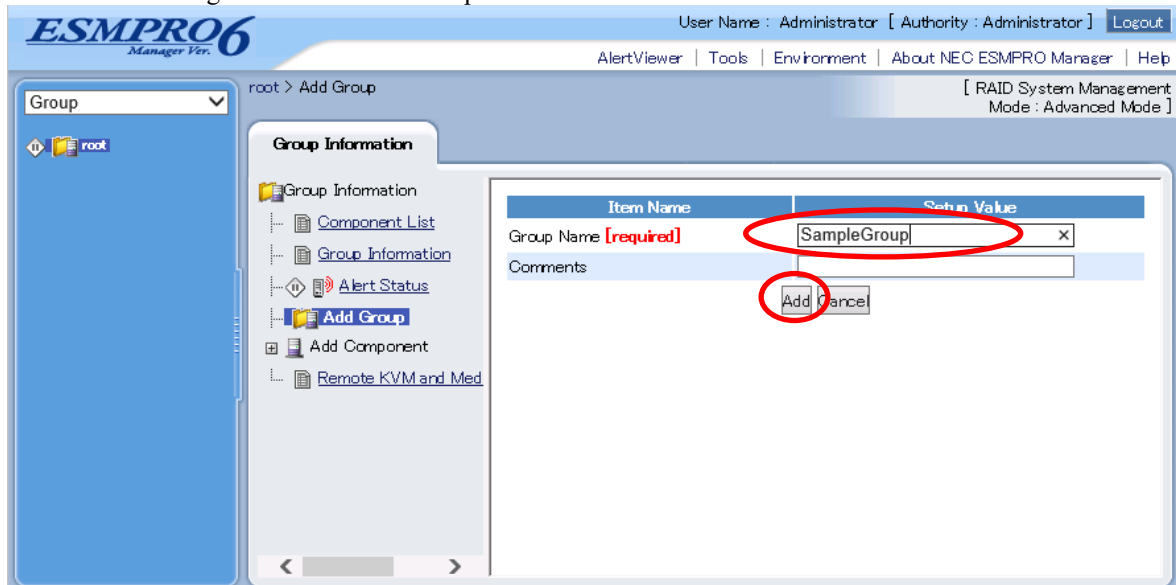 ESMPRO6
Manager Ver.
User Name : Administrator [ Authority : Administrator ] Logout
AlertViewer | Tools | Environment | About NEC ESMPRO Manager | Help
Group
root > Add Group
[ RAID System Management
Mode : Advanced Mode ]
root
Group Information
Group Information
Component List
Group Information
Alert Status
Add Group
Add Component
Remote KVM and Med
Item Name Setup Value
Group Name [required] SampleGroup ×
Comments
Add Cancel